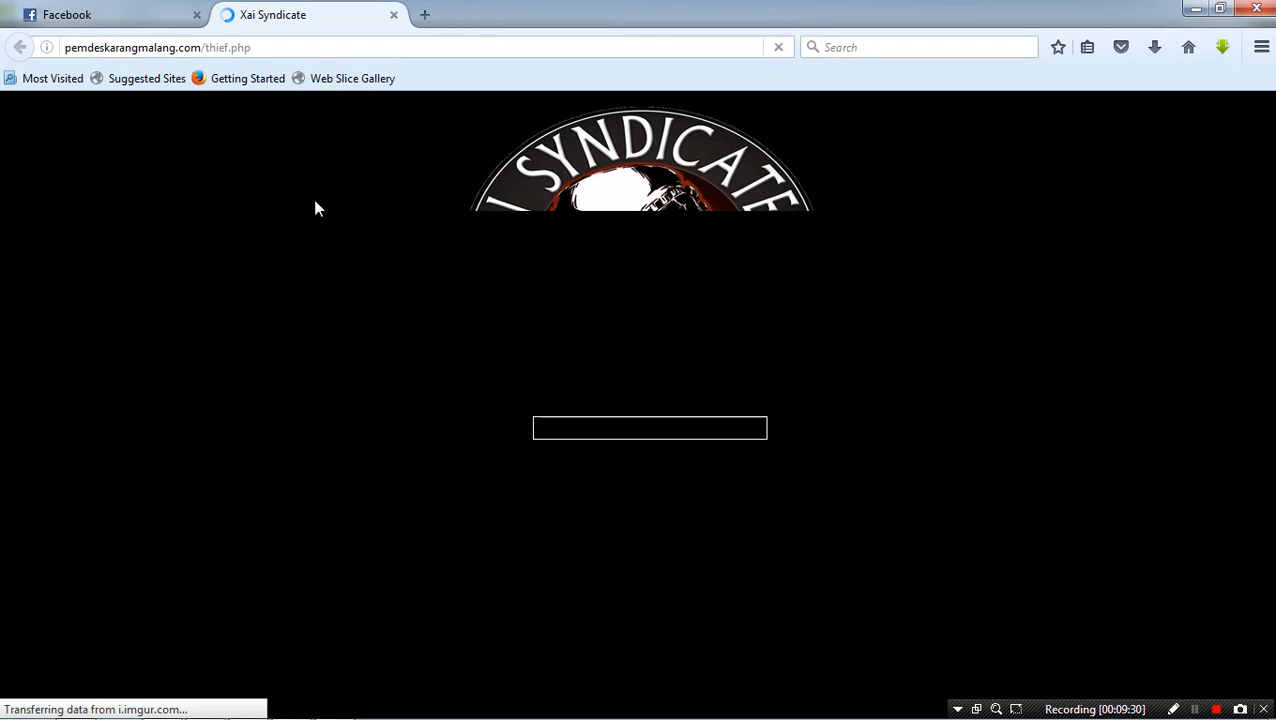 Facebook
Xai Syndicate
pemdeskarangmalang.com/thief.php
Search
Most Visited
Suggested Sites
Getting Started
Web Slice Gallery
I SYNDICATE
Transferring data from i.imgur.com...
Recording [00:09:30]